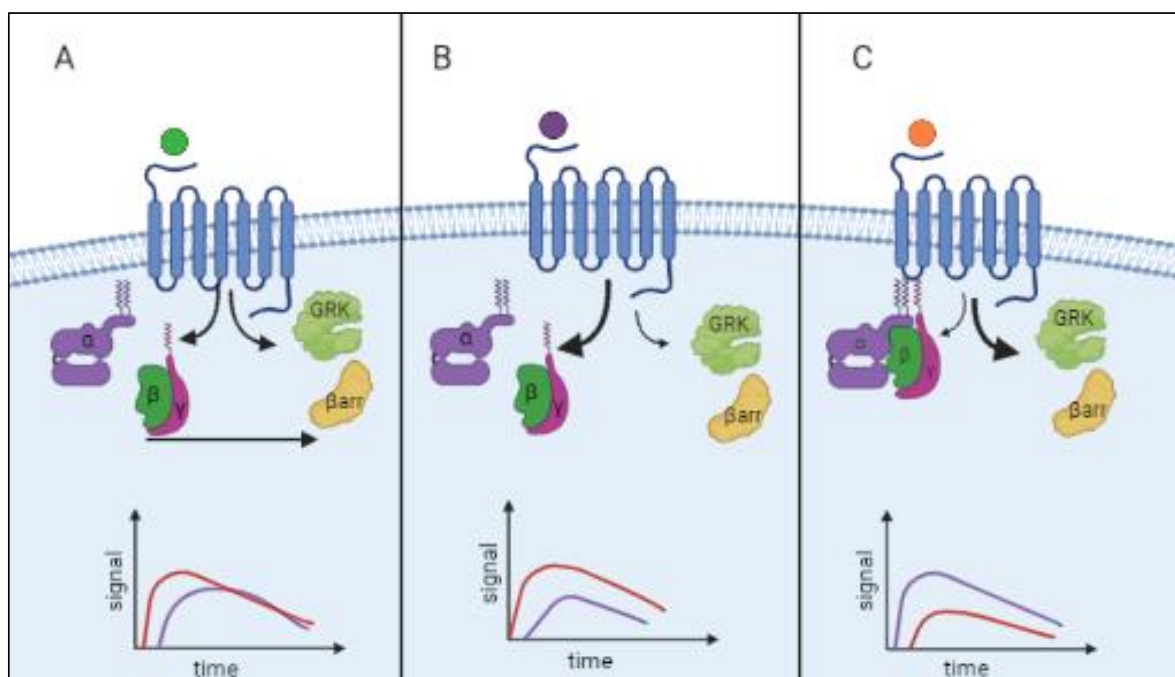 A
GRK
α
β
γ
βarr
signal
time
B
GRK
α
β
γ
βarr
signal
time
C
GRK
α
β
γ
βarr
signal
time